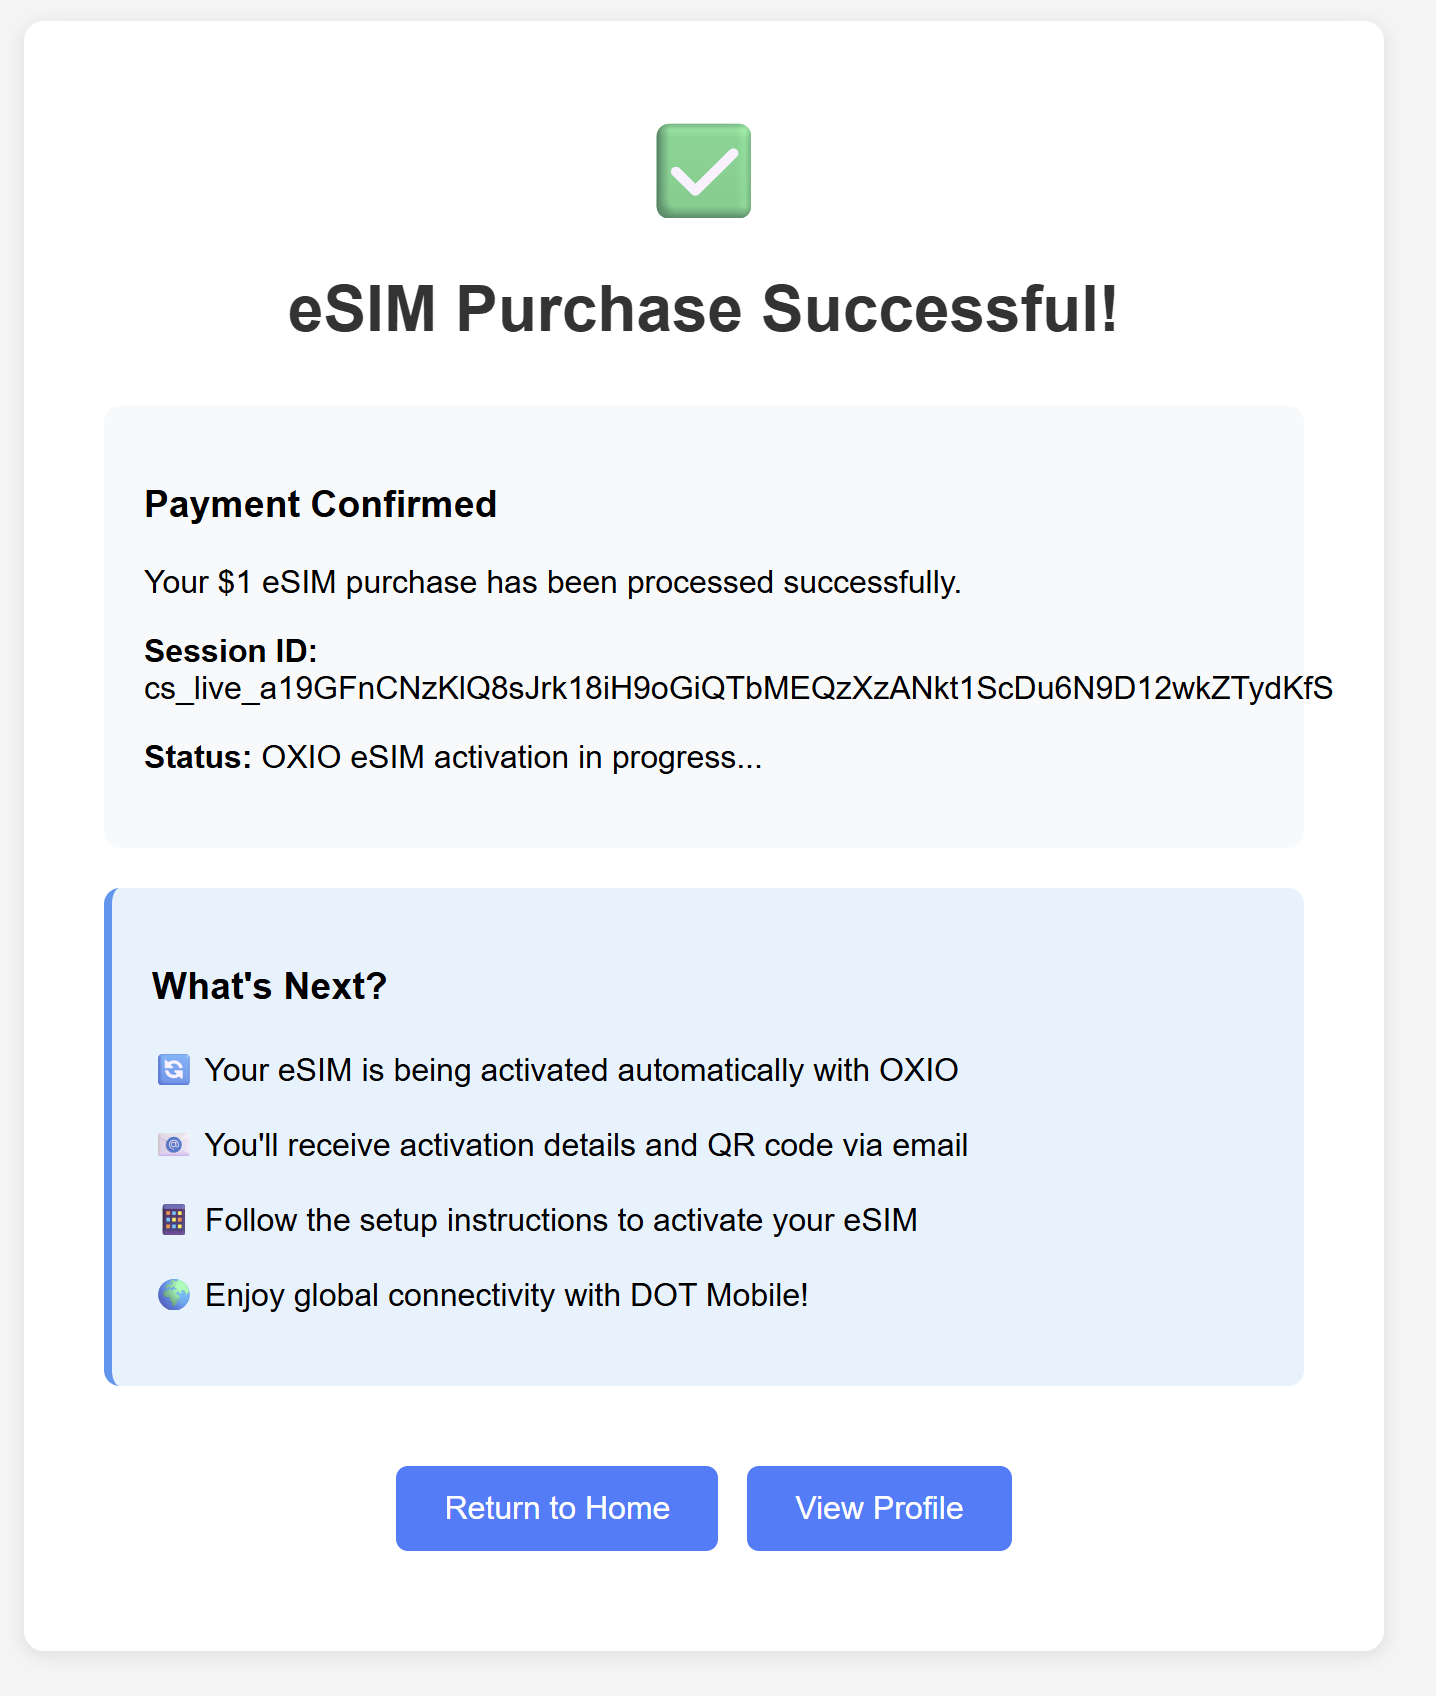 eSIM Purchase Successful!
Payment Confirmed
Your $1 eSIM purchase has been processed successfully.
Session ID:
cs_live_a19GFnCNzKlQ8sJrk18iH9oGiQTbMEQzXzANkt1ScDu6N9D12wkZTydKfS
Status: OXIO eSIM activation in progress...
What's Next?
Your eSIM is being activated automatically with OXIO
You'll receive activation details and QR code via email
Follow the setup instructions to activate your eSIM
Enjoy global connectivity with DOT Mobile!
Return to Home
View Profile